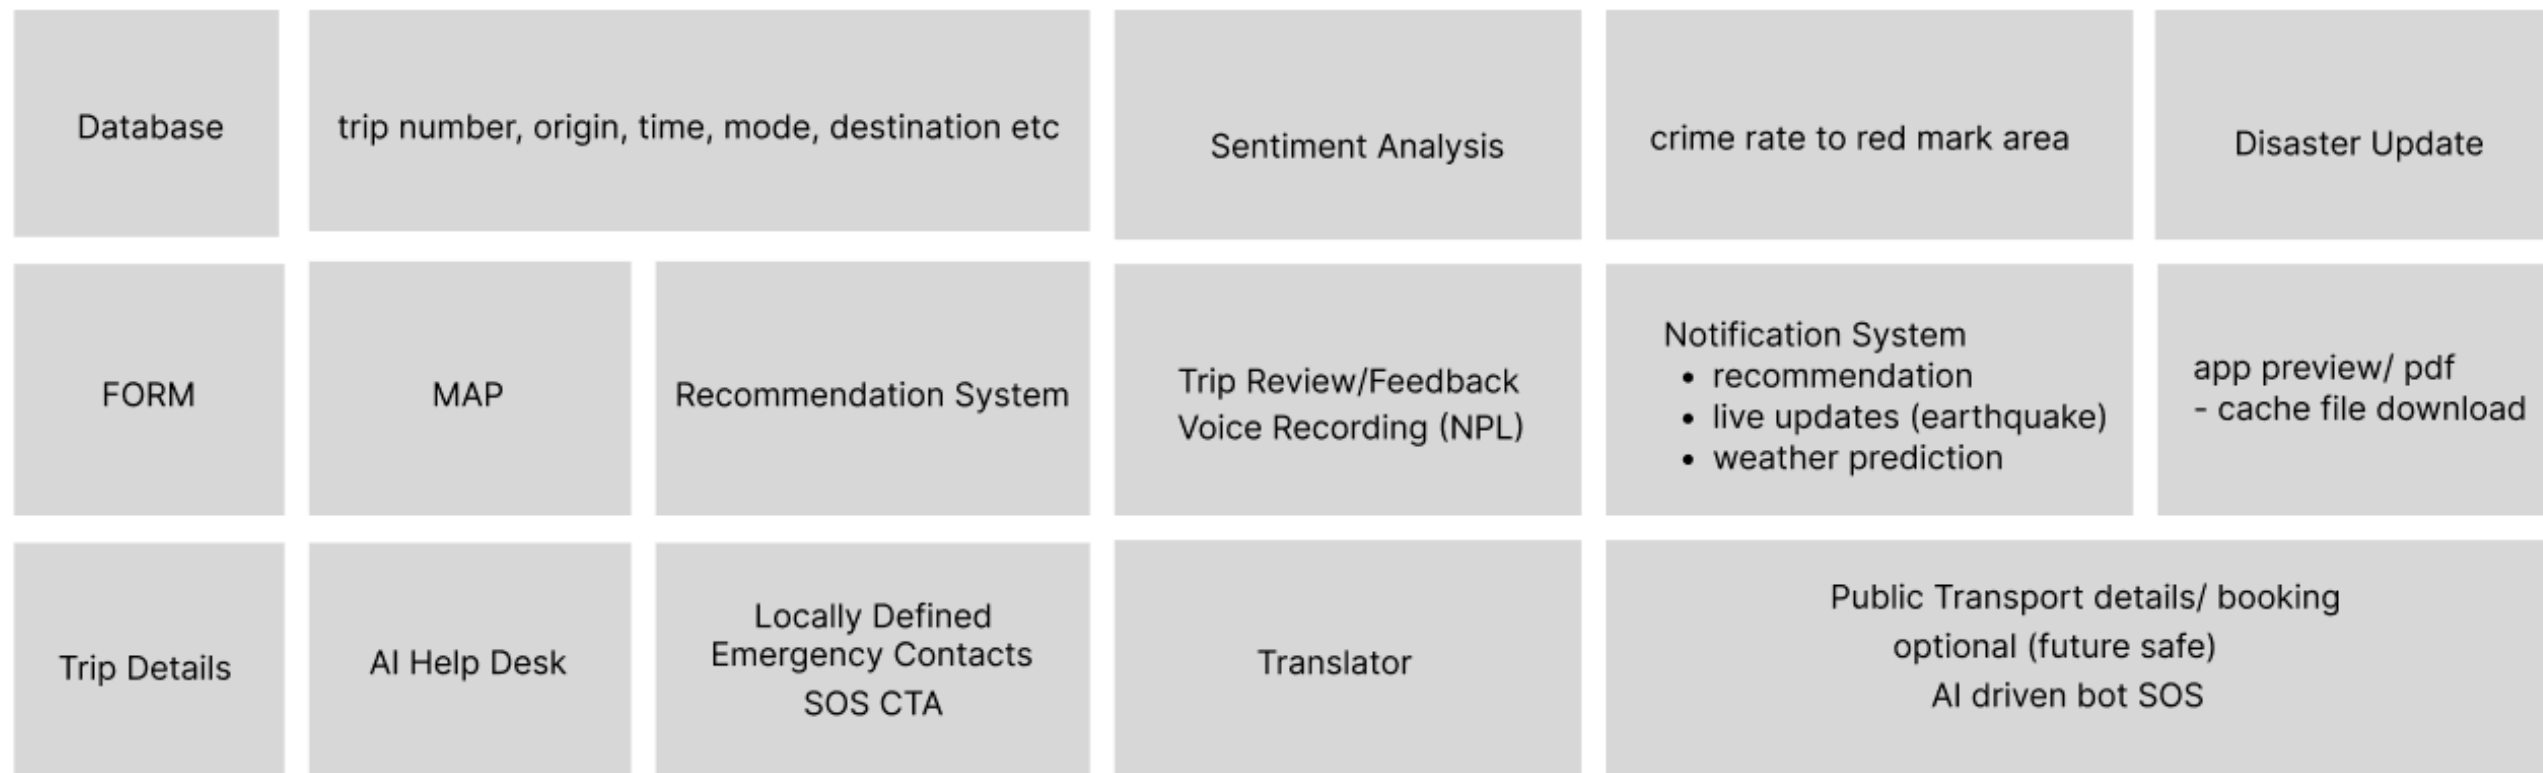 Database
trip number, origin, time, mode, destination etc
Sentiment Analysis
crime rate to red mark area
Disaster Update
FORM
MAP
Recommendation System
Trip Review/Feedback
Voice Recording (NPL)
Notification System
• recommendation
• live updates (earthquake)
• weather prediction
app preview/ pdf
- cache file download
Trip Details
AI Help Desk
Locally Defined
Emergency Contacts
SOS CTA
Translator
Public Transport details/ booking
optional (future safe)
AI driven bot SOS